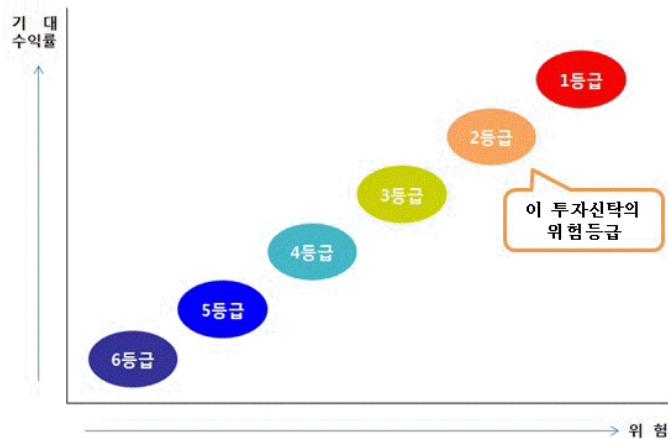 기 대
수익률
1등급
2등급
3등급
이 투자신탁의
위험등급
4등급
5등급
6등급
위 험